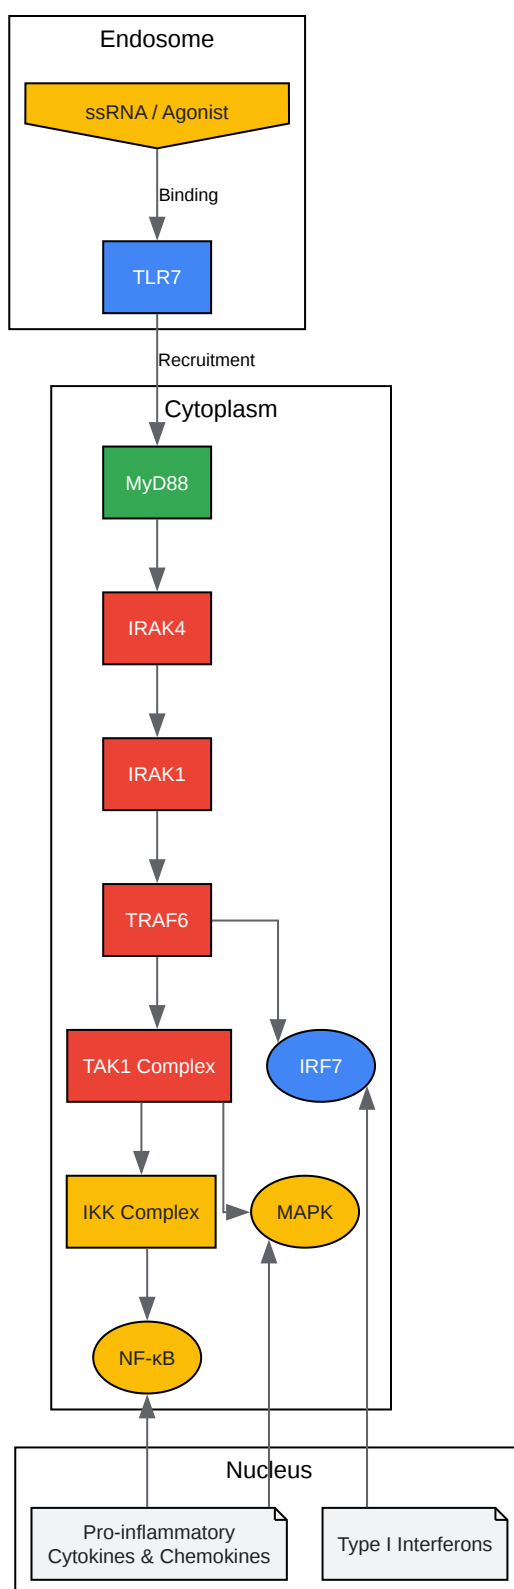 Endosome
ssRNA / Agonist
Binding
TLR7
Recruitment
Cytoplasm
MyD88
IRAK4
IRAK1
TRAF6
TAK1 Complex
IRF7
IKK Complex
MAPK
NF-κB
Nucleus
Pro-inflammatory
Cytokines & Chemokines
Type I Interferons